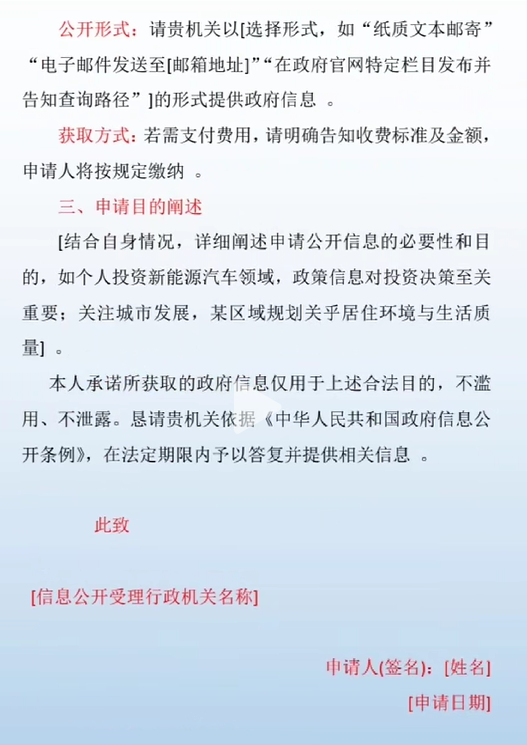 公开形式：请贵机关以[选择形式，如“纸质文本邮寄”
“电子邮件发送至[邮箱地址]”“在政府官网特定栏目发布并
告知查询路径”]的形式提供政府信息 。
获取方式：若需支付费用，请明确告知收费标准及金额，
申请人将按规定缴纳 。
三、申请目的阐述
[结合自身情况，详细阐述申请公开信息的必要性和目
的，如个人投资新能源汽车领域，政策信息对投资决策至关
重要；关注城市发展，某区域规划关乎居住环境与生活质
量] 。
本人承诺所获取的政府信息仅用于上述合法目的，不滥
用、不泄露。恳请贵机关依据《中华人民共和国政府信息公
开条例》，在法定期限内予以答复并提供相关信息 。
此致
[信息公开受理行政机关名称]
申请人(签名)：[姓名]
[申请日期]